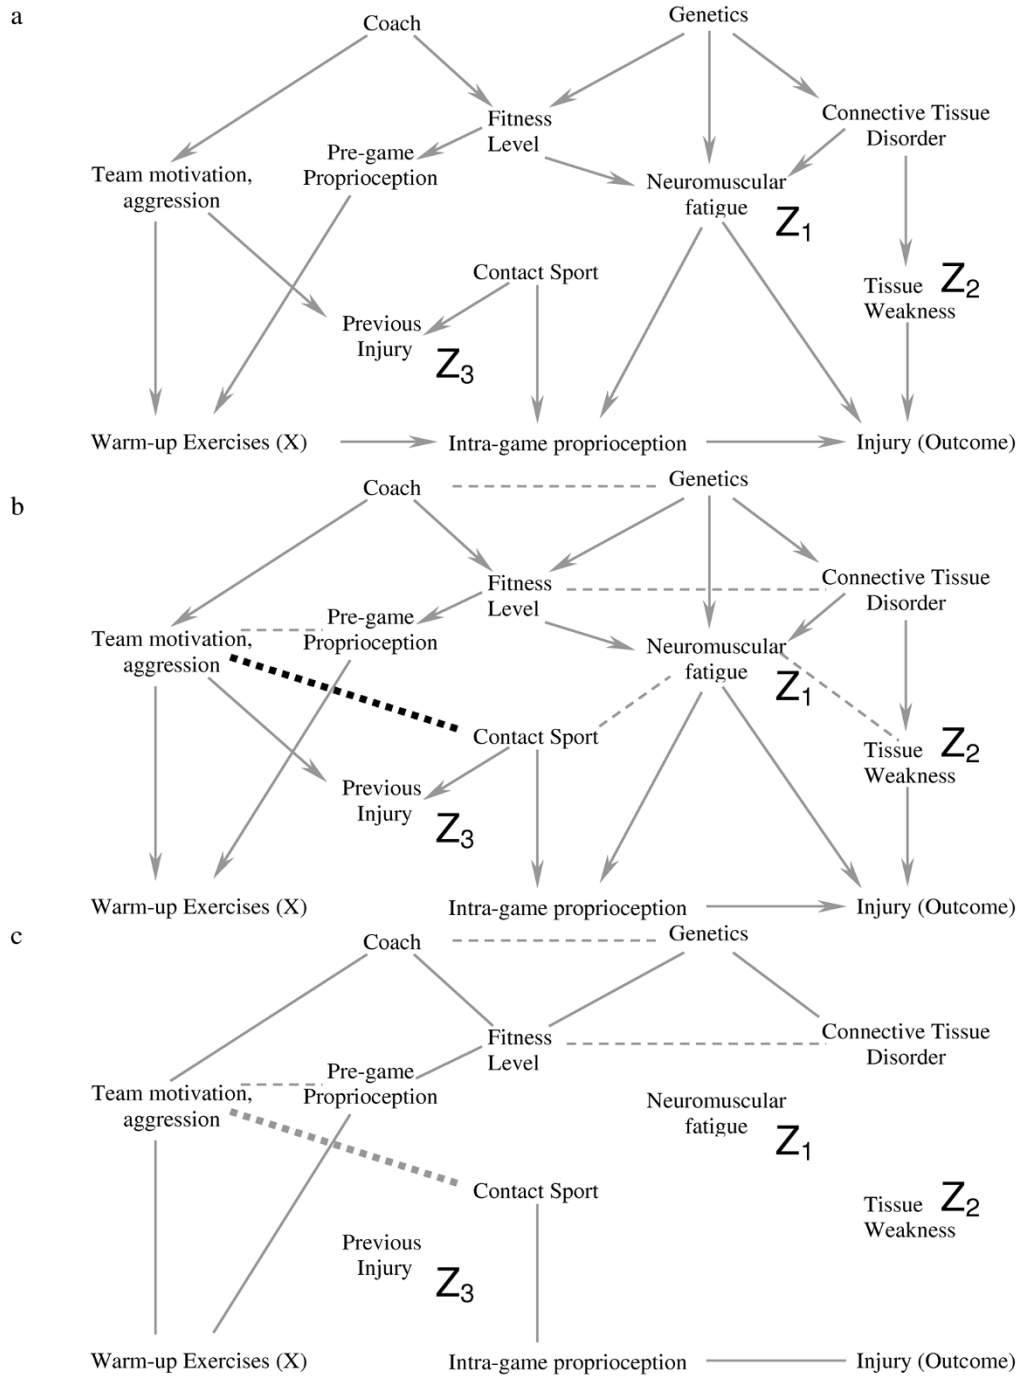 a
Coach
Genetics
Fitness
Level
Connective Tissue
Disorder
Pre-game
Proprioception
Team motivation,
aggression
Neuromuscular
fatigue
Z1
Contact Sport
Tissue
Weakness
Z2
Previous
Injury
Z3
Warm-up Exercises (X)
Intra-game proprioception
Injury (Outcome)
b
Coach
Genetics
Fitness
Level
Connective Tissue
Disorder
Pre-game
Proprioception
Team motivation,
aggression
Neuromuscular
fatigue
Z1
Contact Sport
Tissue
Weakness
Z2
Previous
Injury
Z3
Warm-up Exercises (X)
Intra-game proprioception
Injury (Outcome)
c
Coach
Genetics
Fitness
Level
Connective Tissue
Disorder
Pre-game
Proprioception
Team motivation,
aggression
Neuromuscular
fatigue
Z1
Contact Sport
Tissue
Weakness
Z2
Previous
Injury
Z3
Warm-up Exercises (X)
Intra-game proprioception
Injury (Outcome)